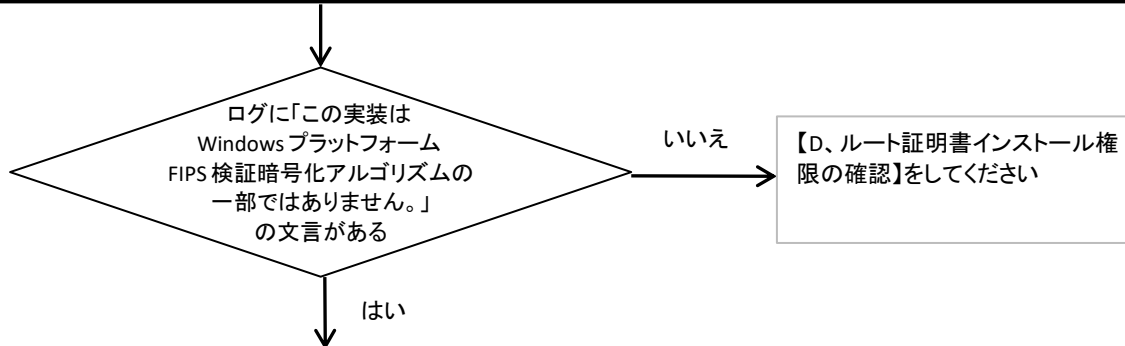 ログに「この実装は
Windows プラットフォーム
FIPS 検証暗号化アルゴリズムの
一部ではありません。」
の文言がある
いいえ
【D、ルート証明書インストール権
限の確認】をしてください
はい